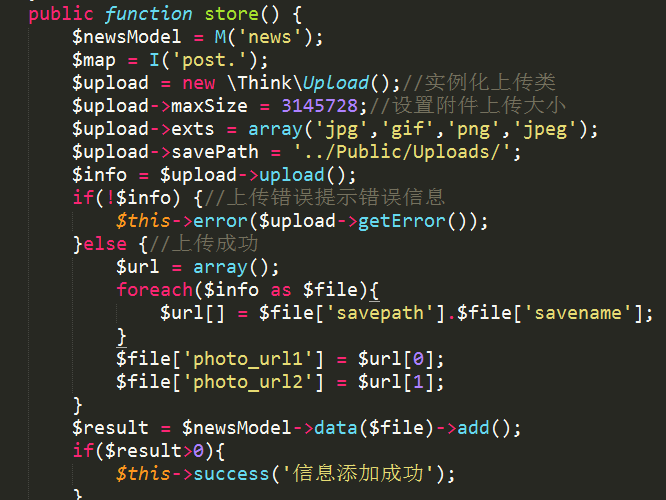 public function store() {
$newsModel = M('news');
$map = I('post.');
$upload = new \Think\Upload();//实例化上传类
$upload->maxSize = 3145728;//设置附件上传大小
$upload->exts = array('jpg','gif','png','jpeg');
$upload->savePath = '../Public/Uploads/';
$info = $upload->upload();
if(!$info) {//上传错误提示错误信息
$this->error($upload->getError());
}else {//上传成功
$url = array();
foreach($info as $file){
$url[] = $file['savepath'].$file['savename'];
}
$file['photo_url1'] = $url[0];
$file['photo_url2'] = $url[1];
}
$result = $newsModel->data($file)->add();
if($result>0){
$this->success('信息添加成功');
}